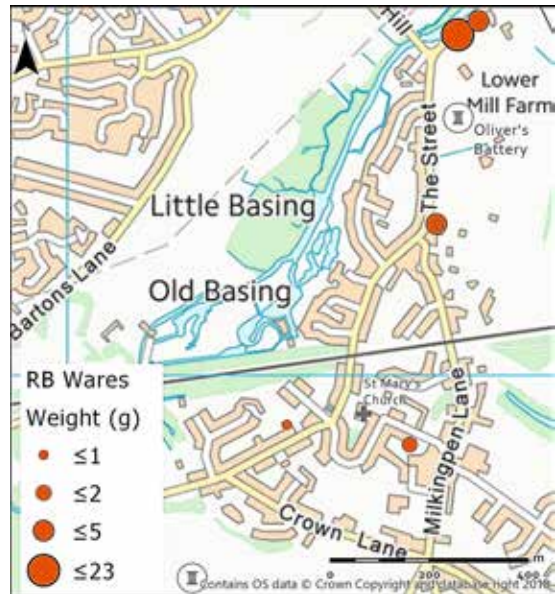 Hill
Lower
Mill Farm
Oliver's
Battery
The Street
Little Basing
Old Basing
Bartons Lane
RB Wares
Weight (g)
≤1
≤2
≤5
≤23
St Mary's
Church
Milkingpen Lane
Crown Lane
m
0 200 400
Contains OS data © Crown Copyright and database right 2018